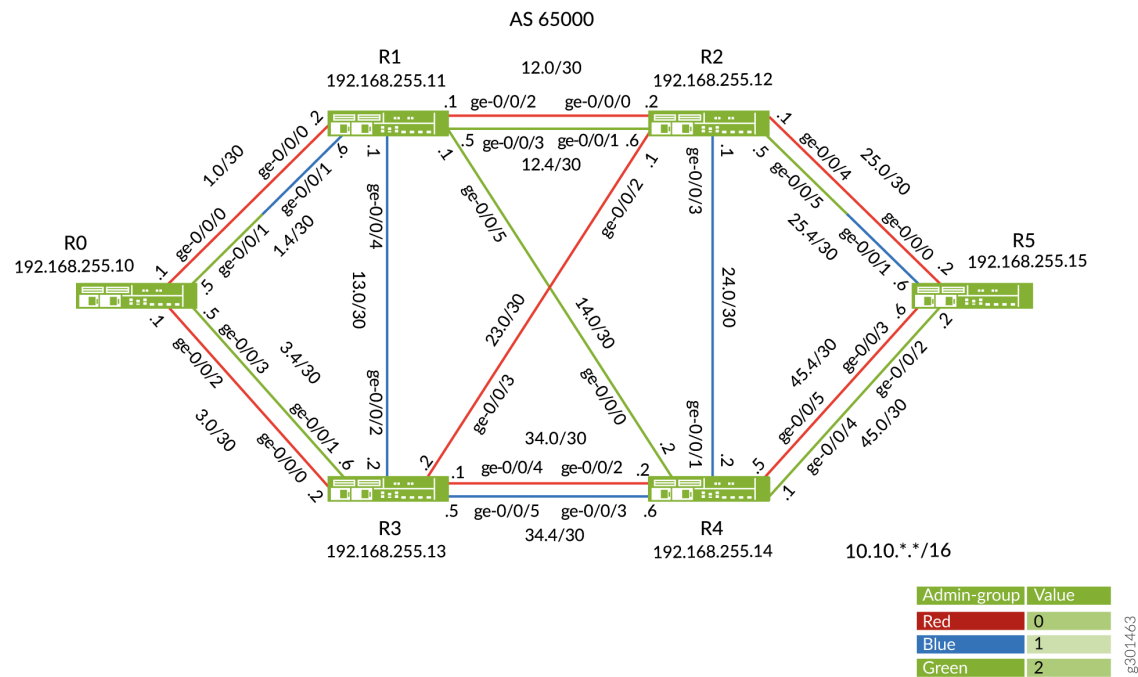 AS 65000
R1
192.168.255.11
R2
192.168.255.12
12.0/30
.1 ge-0/0/2 ge-0/0/0 .2
.5 ge-0/0/3 ge-0/0/1 .6
12.4/30
.2
ge-0/0/0
1.0/30
ge-0/0/0
.1
.6
ge-0/0/1
1.4/30
ge-0/0/1
.5
.1
ge-0/0/4
13.0/30
ge-0/0/2
.2
.1
ge-0/0/5
14.0/30
ge-0/0/0
.2
.1
ge-0/0/2
23.0/30
ge-0/0/3
.2
.1
ge-0/0/3
24.0/30
ge-0/0/1
.2
.1
ge-0/0/4
25.0/30
ge-0/0/0
.2
.5
ge-0/0/5
25.4/30
ge-0/0/1
.6
R0
192.168.255.10
R5
192.168.255.15
.5
ge-0/0/3
3.4/30
ge-0/0/1
.6
.1
ge-0/0/2
3.0/30
ge-0/0/0
.2
.6
ge-0/0/3
45.4/30
ge-0/0/5
.5
.2
ge-0/0/2
45.0/30
ge-0/0/4
.1
34.0/30
.1 ge-0/0/4 ge-0/0/2 .2
.5 ge-0/0/5 ge-0/0/3 .6
34.4/30
R3
192.168.255.13
R4
192.168.255.14
10.10.*.*/16
Admin-group Value
Red 0
Blue 1
Green 2
g301463